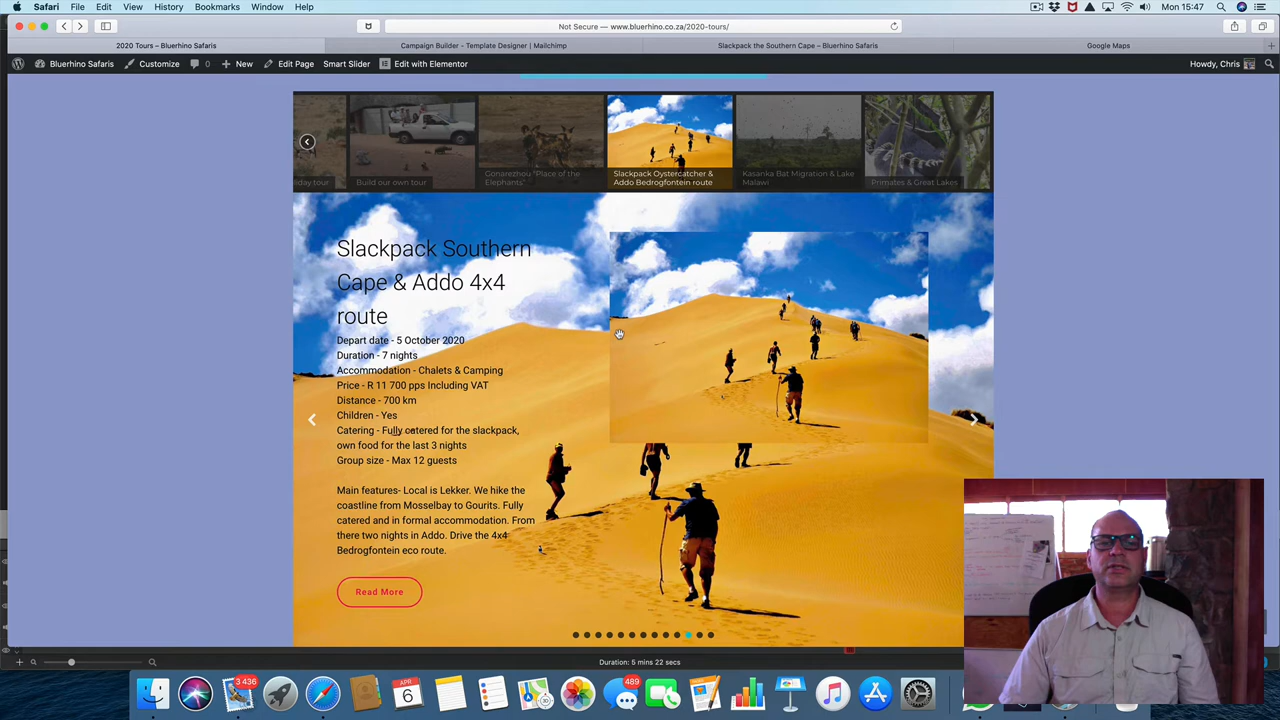 Safari File Edit View History Bookmarks Window Help Mon 15:47
Not Secure — www.bluerhino.co.za/2020-tours/
2020 Tours – Bluerhino Safaris Campaign Builder - Template Designer | Mailchimp Slackpack the Southern Cape – Bluerhino Safaris Google Maps
Bluerhino Safaris Customize 0 New Edit Page Smart Slider Edit with Elementor Howdy, Chris
liday tour
Build our own tour
Gonarezhou "Place of the
Elephants"
Slackpack Oystercatcher &
Addo Bedrogfontein route
Kasanka Bat Migration & Lake
Malawi
Primates & Great Lakes
Slackpack Southern
Cape & Addo 4x4
route
Depart date - 5 October 2020
Duration - 7 nights
Accommodation - Chalets & Camping
Price - R 11 700 pps Including VAT
Distance - 700 km
Children - Yes
Catering - Fully catered for the slackpack,
own food for the last 3 nights
Group size - Max 12 guests
Main features- Local is Lekker. We hike the
coastline from Mosselbay to Gourits. Fully
catered and in formal accommodation. From
there two nights in Addo. Drive the 4x4
Bedrogfontein eco route.
Read More
Duration: 5 mins 22 secs
3 436
APR
6
489